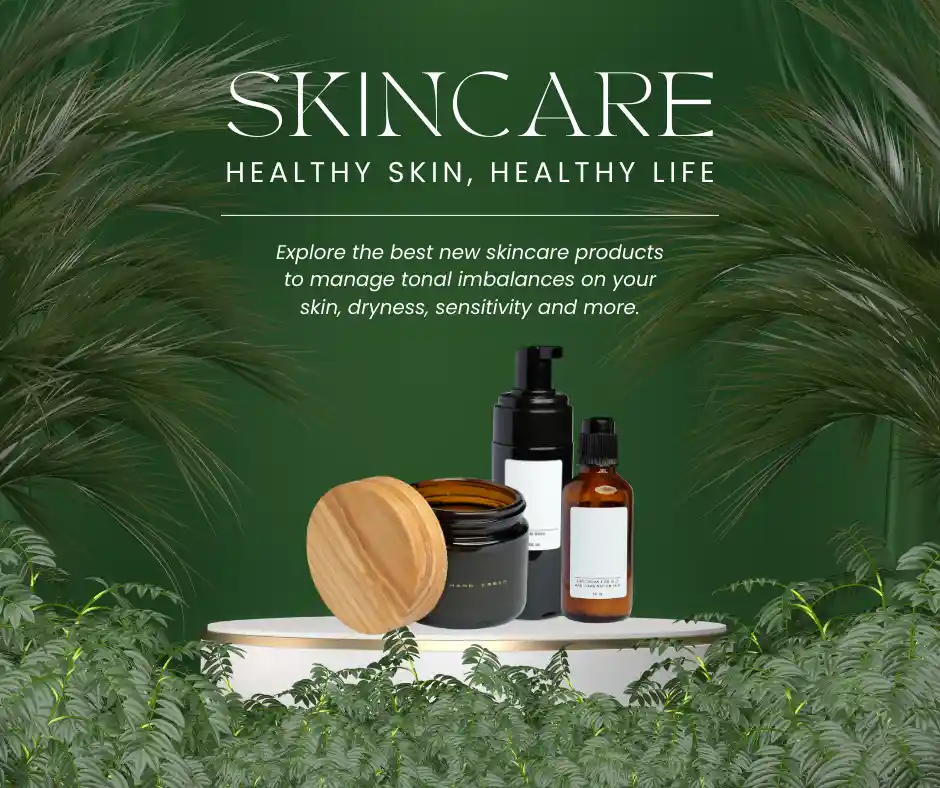 SKINCARE
HEALTHY SKIN, HEALTHY LIFE
Explore the best new skincare products
to manage tonal imbalances on your
skin, dryness, sensitivity and more.